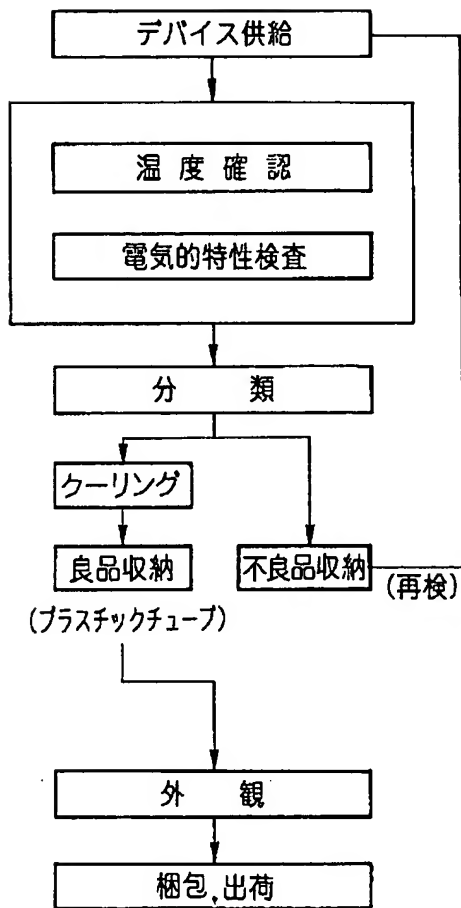 デバイス供給
温度確認
電気的特性検査
分類
クーリング
良品収納
不良品収納
(再検)
(プラスチックチューブ)
外観
梱包,出荷